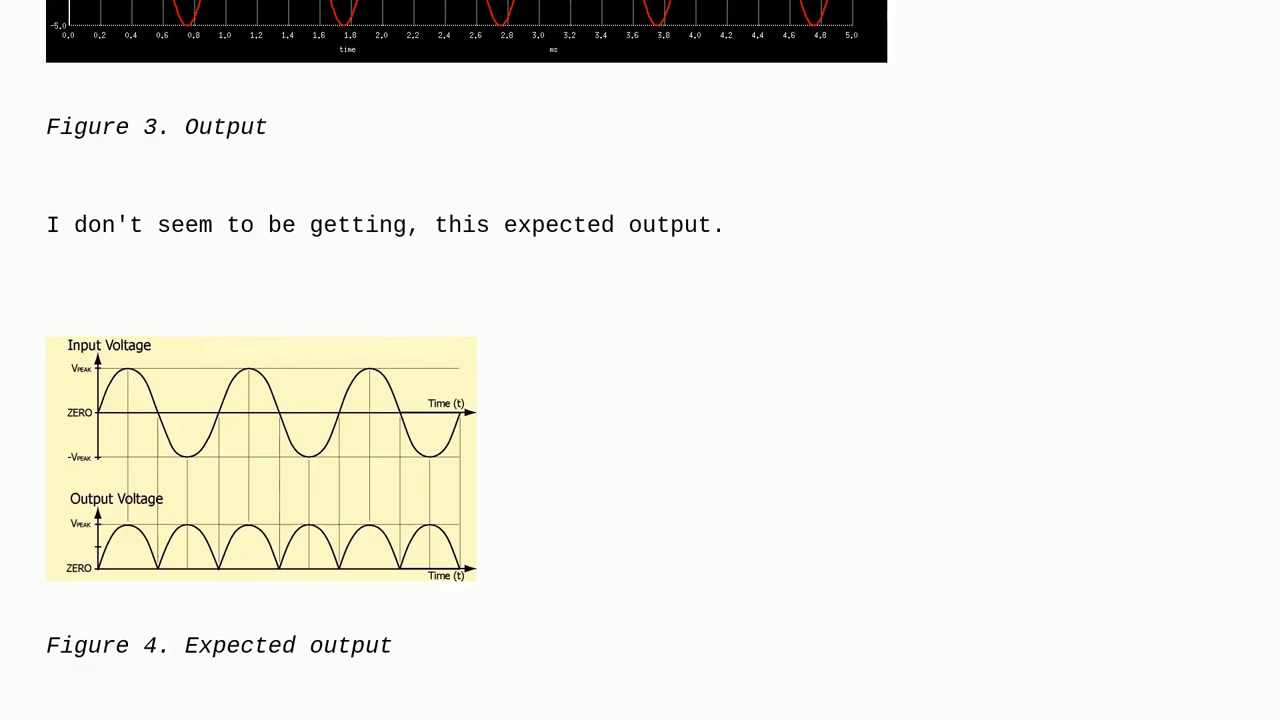 -5.0
0.0 0.2 0.4 0.6 0.8 1.0 1.2 1.4 1.6 1.8 2.0 2.2 2.4 2.6 2.8 3.0 3.2 3.4 3.6 3.8 4.0 4.2 4.4 4.6 4.8 5.0
time ms
Figure 3. Output
I don't seem to be getting, this expected output.
Input Voltage
VPEAK
Time (t)
ZERO
-VPEAK
Output Voltage
VPEAK
ZERO
Time (t)
Figure 4. Expected output